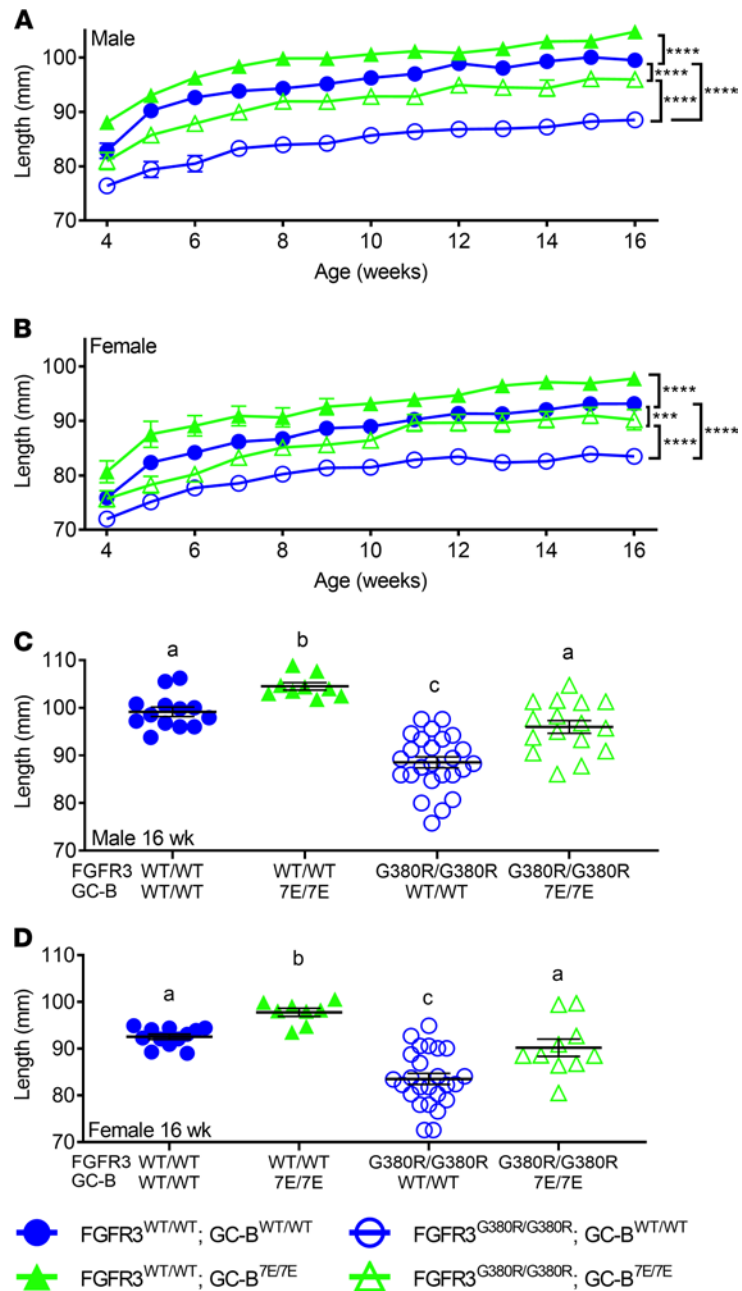 A
Male
Length (mm)
100
90
80
70
4 6 8 10 12 14 16
Age (weeks)
****
****
****
****
B
Female
Length (mm)
100
90
80
70
4 6 8 10 12 14 16
Age (weeks)
****
***
****
****
C
Length (mm)
110
100
90
80
70
a b c a
Male 16 wk
FGFR3 WT/WT WT/WT G380R/G380R G380R/G380R
GC-B WT/WT 7E/7E WT/WT 7E/7E
D
Length (mm)
110
100
90
80
70
a b c a
Female 16 wk
FGFR3 WT/WT WT/WT G380R/G380R G380R/G380R
GC-B WT/WT 7E/7E WT/WT 7E/7E
FGFR3WT/WT; GC-BWT/WT FGFR3G380R/G380R; GC-BWT/WT
FGFR3WT/WT; GC-B7E/7E FGFR3G380R/G380R; GC-B7E/7E